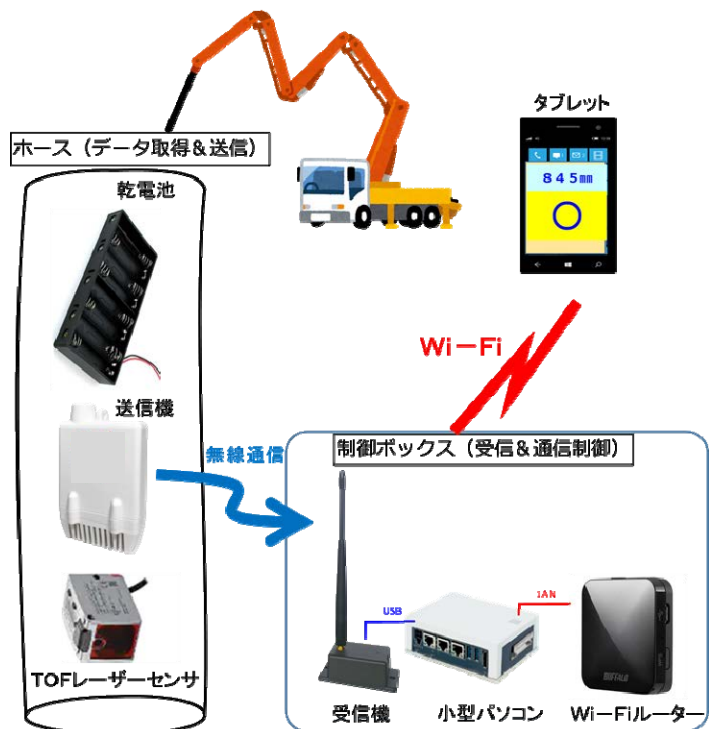 タブレット
ホース（データ取得＆送信）
乾電池
845㎜
Wi－Fi
送信機
無線通信
制御ボックス（受信＆通信制御）
USB
LAN
BUFFALO
TOFレーザーセンサ
受信機
小型パソコン
Wi－Fiルーター